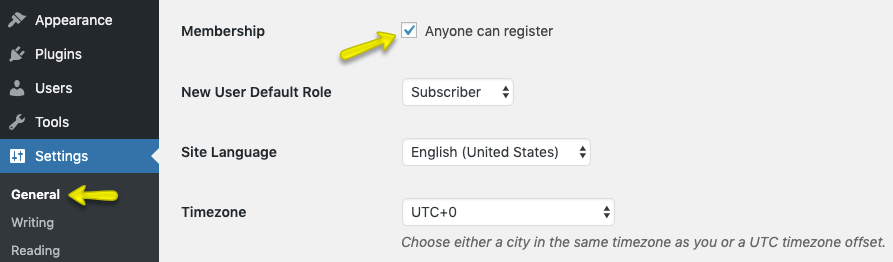 Appearance
Plugins
Users
Tools
Settings
General
Writing
Reading
Membership
Anyone can register
New User Default Role
Subscriber
Site Language
English (United States)
Timezone
UTC+0
Choose either a city in the same timezone as you or a UTC timezone offset.